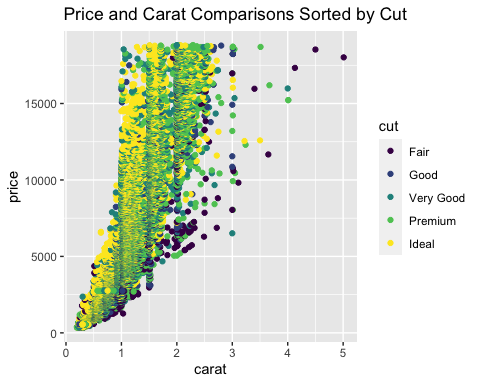 Price and Carat Comparisons Sorted by Cut
price
15000
10000
5000
0
0 1 2 3 4 5
carat
cut
Fair
Good
Very Good
Premium
Ideal